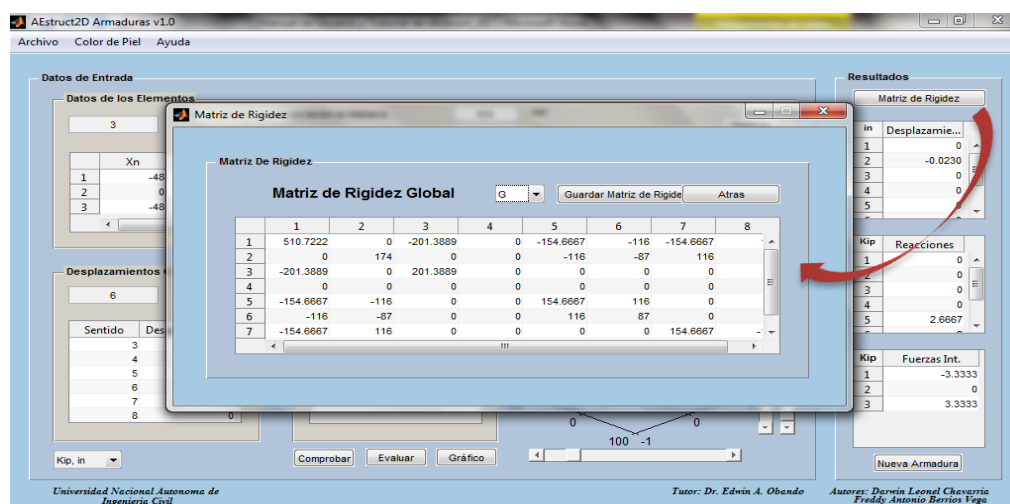 AEstruct2D Armaduras v1.0
Archivo Color de Piel Ayuda
Datos de Entrada
Datos de los Elementos
3
Xn
1 -48
2 0
3 -48
Desplazamientos
6
Sentido Des
3
4
5
6
7
8 0
Kip, in
Matriz de Rigidez
Matriz De Rigidez
Matriz de Rigidez Global
G
Guardar Matriz de Rigide
Atras
1 2 3 4 5 6 7 8
1 510.7222 0 -201.3889 0 -154.6667 -116 -154.6667
2 0 174 0 0 -116 -87 116
3 -201.3889 0 201.3889 0 0 0 0
4 0 0 0 0 0 0 0
5 -154.6667 -116 0 0 154.6667 116 0
6 -116 -87 0 0 116 87 0
7 -154.6667 116 0 0 0 0 154.6667
Comprobar Evaluar Gráfico
0 0
100 -1
Resultados
Matriz de Rigidez
in Desplazamie...
1 0
2 -0.0230
3 0
4 0
5 0
Kip Reacciones
1 0
2 0
3 0
4 0
5 2.6667
Kip Fuerzas Int.
1 -3.3333
2 0
3 3.3333
Nueva Armadura
Universidad Nacional Autonoma de
Ingenieria Civil
Tutor: Dr. Edwin A. Obando
Autores: Darwin Leonel Chavarria
Freddy Antonio Berrios Vega